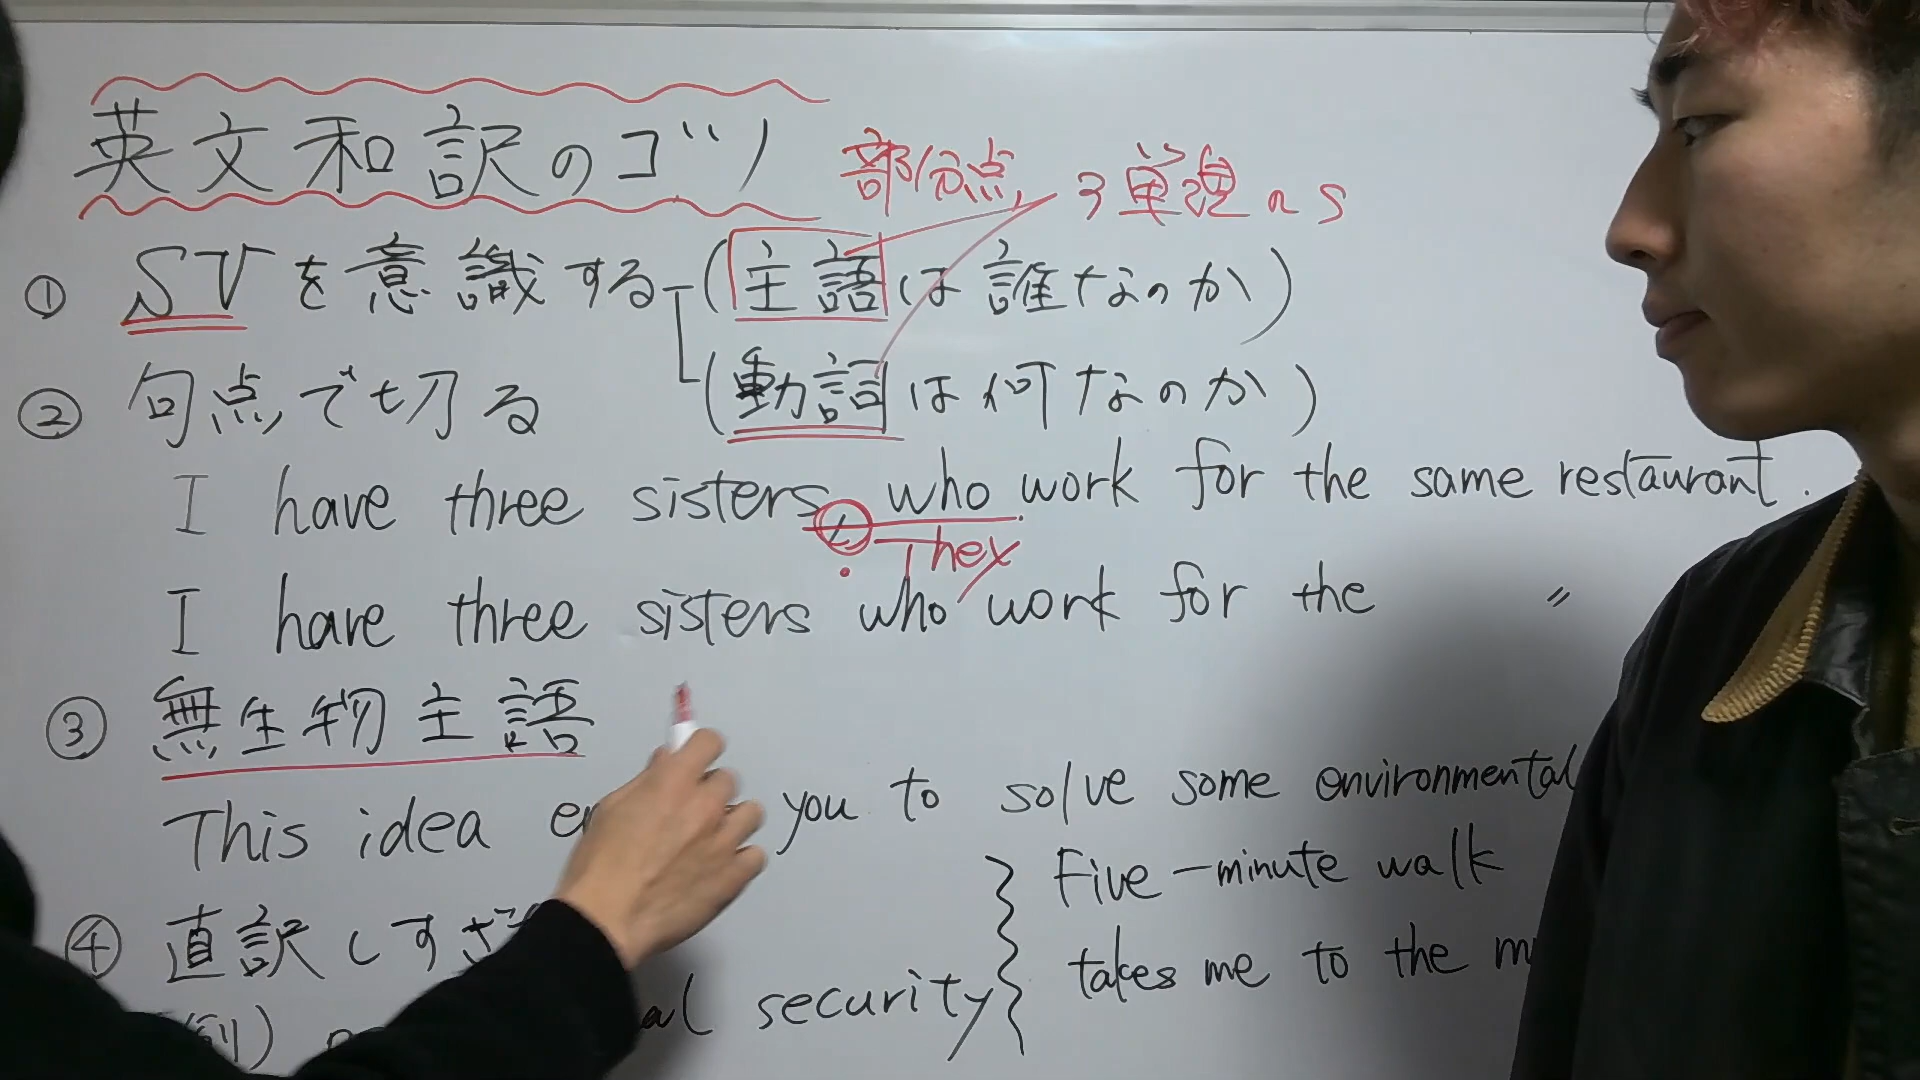 英文和訳のゴツ
部分点 3単現のs
① SVを意識する (主語は誰なのか)
② 句点で切る (動詞は何なのか)
I have three sisters, who work for the same restaurant.
They
I have three sisters who work for the 〃
③ 無生物主語
This idea you to solve some environmental
Five-minute walk
④ 直訳しすぎ
takes me to the
例) security